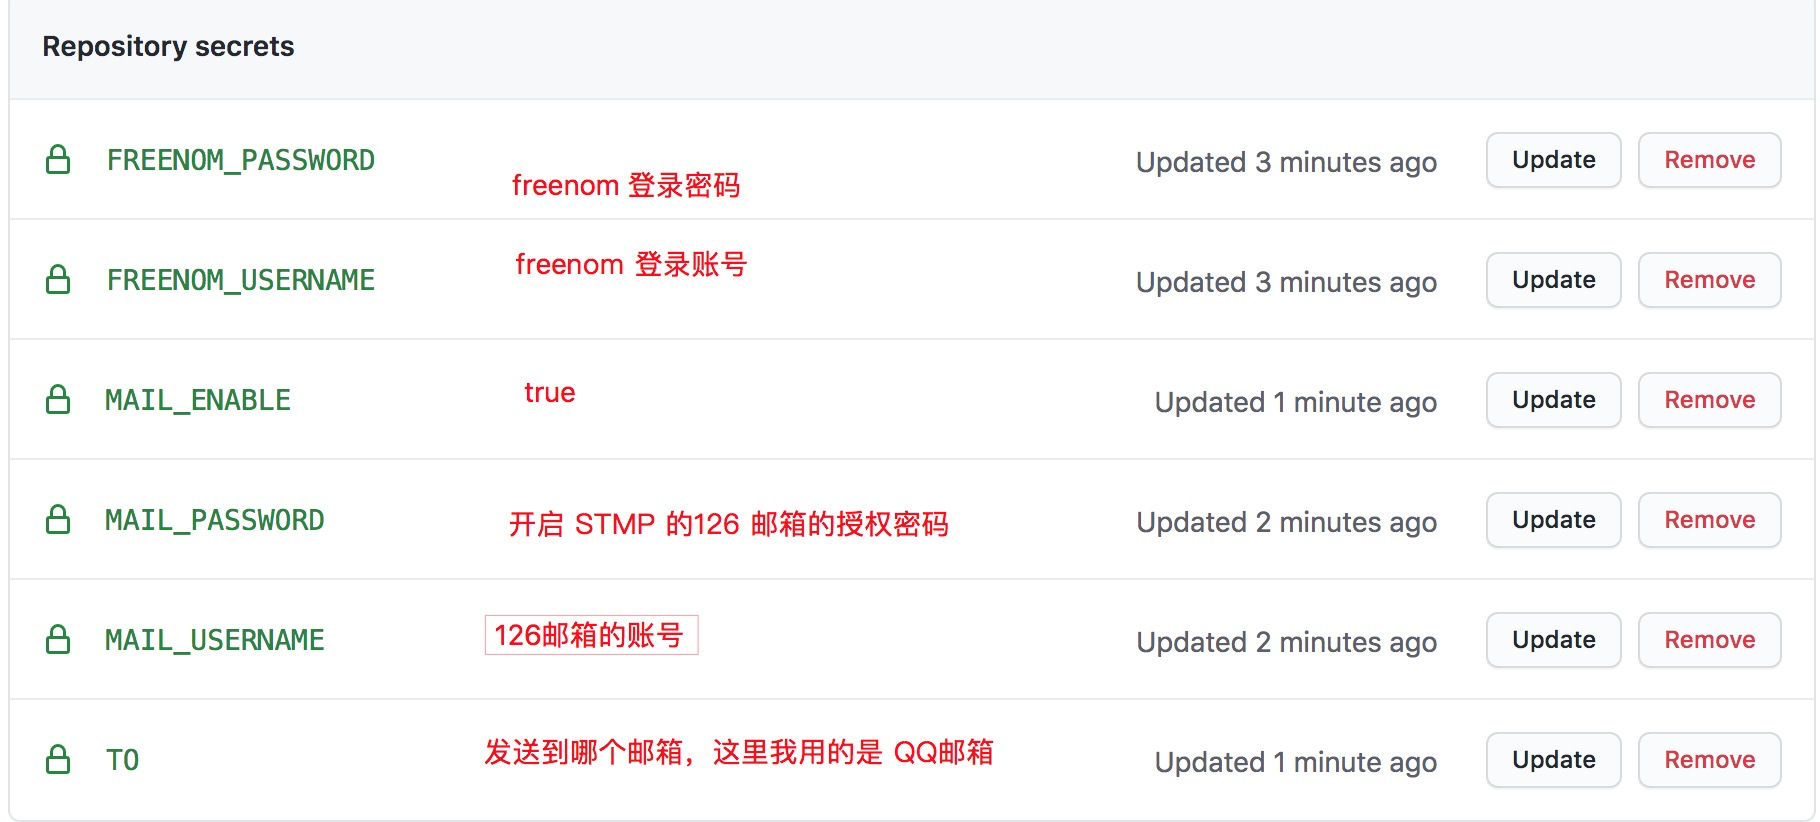 Repository secrets
FREENOM_PASSWORD freenom 登录密码 Updated 3 minutes ago Update Remove
FREENOM_USERNAME freenom 登录账号 Updated 3 minutes ago Update Remove
MAIL_ENABLE true Updated 1 minute ago Update Remove
MAIL_PASSWORD 开启 STMP 的126 邮箱的授权密码 Updated 2 minutes ago Update Remove
MAIL_USERNAME 126邮箱的账号 Updated 2 minutes ago Update Remove
TO 发送到哪个邮箱，这里我用的是 QQ邮箱 Updated 1 minute ago Update Remove